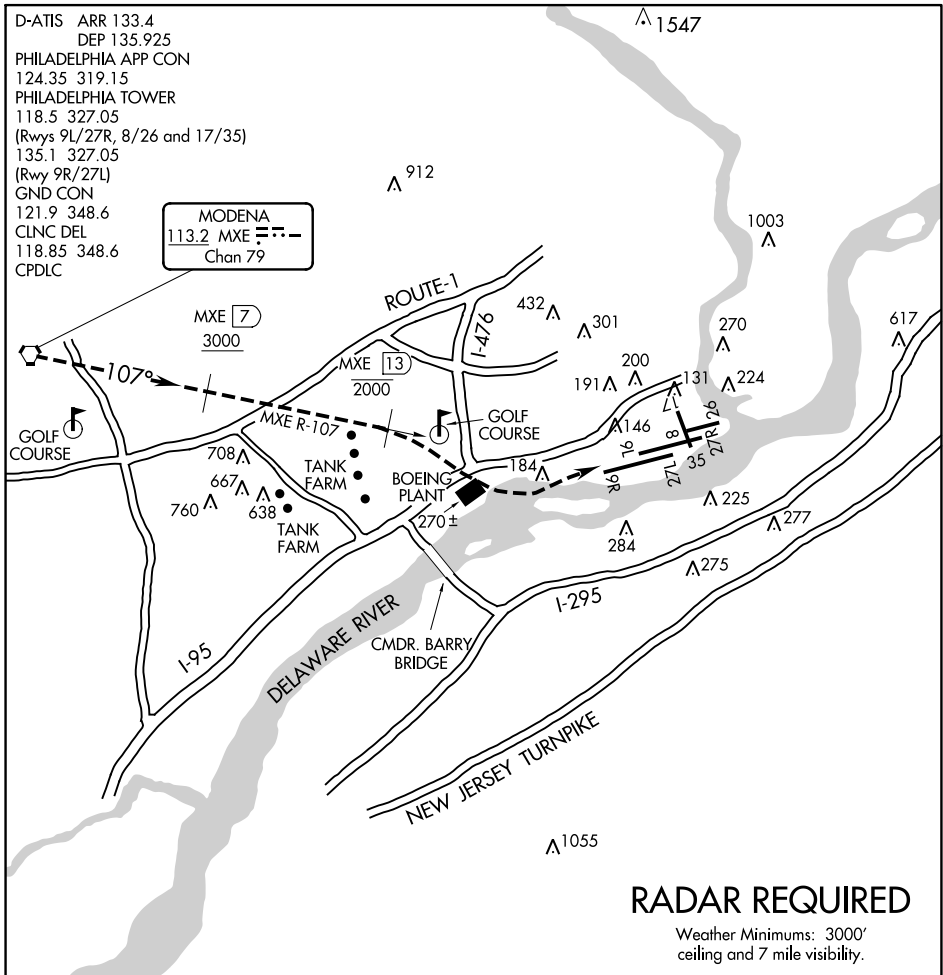 D-ATIS ARR 133.4
DEP 135.925
PHILADELPHIA APP CON
124.35 319.15
PHILADELPHIA TOWER
118.5 327.05
(Rwys 9L/27R, 8/26 and 17/35)
135.1 327.05
(Rwy 9R/27L)
GND CON
121.9 348.6
CLNC DEL
118.85 348.6
CPDLC
1547
912
MODENA
113.2 MXE
Chan 79
1003
ROUTE-1
MXE 7
3000
432
I-476
301
270
617
107°
MXE 13
2000
200
191
131
224
MXE R-107
GOLF
COURSE
GOLF
COURSE
146
17
26
8
27R
9L
35
27L
9R
708
TANK
FARM
BOEING
PLANT
184
667
760
638
TANK
FARM
270±
225
284
277
275
I-295
I-95
DELAWARE RIVER
CMDR. BARRY
BRIDGE
NEW JERSEY TURNPIKE
1055
RADAR REQUIRED
Weather Minimums: 3000'
ceiling and 7 mile visibility.